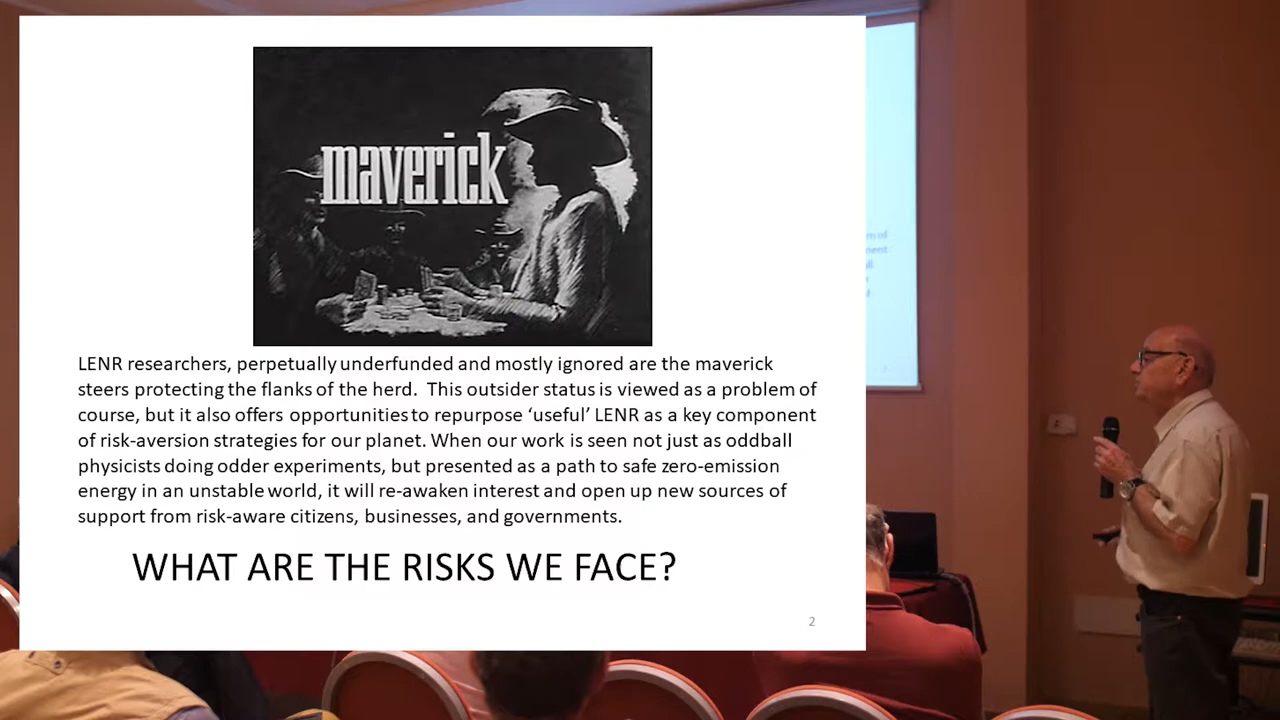 maverick
LENR researchers, perpetually underfunded and mostly ignored are the maverick
steers protecting the flanks of the herd.  This outsider status is viewed as a problem of
course, but it also offers opportunities to repurpose ‘useful’ LENR as a key component
of risk-aversion strategies for our planet. When our work is seen not just as oddball
physicists doing odder experiments, but presented as a path to safe zero-emission
energy in an unstable world, it will re-awaken interest and open up new sources of
support from risk-aware citizens, businesses, and governments.
WHAT ARE THE RISKS WE FACE?
2